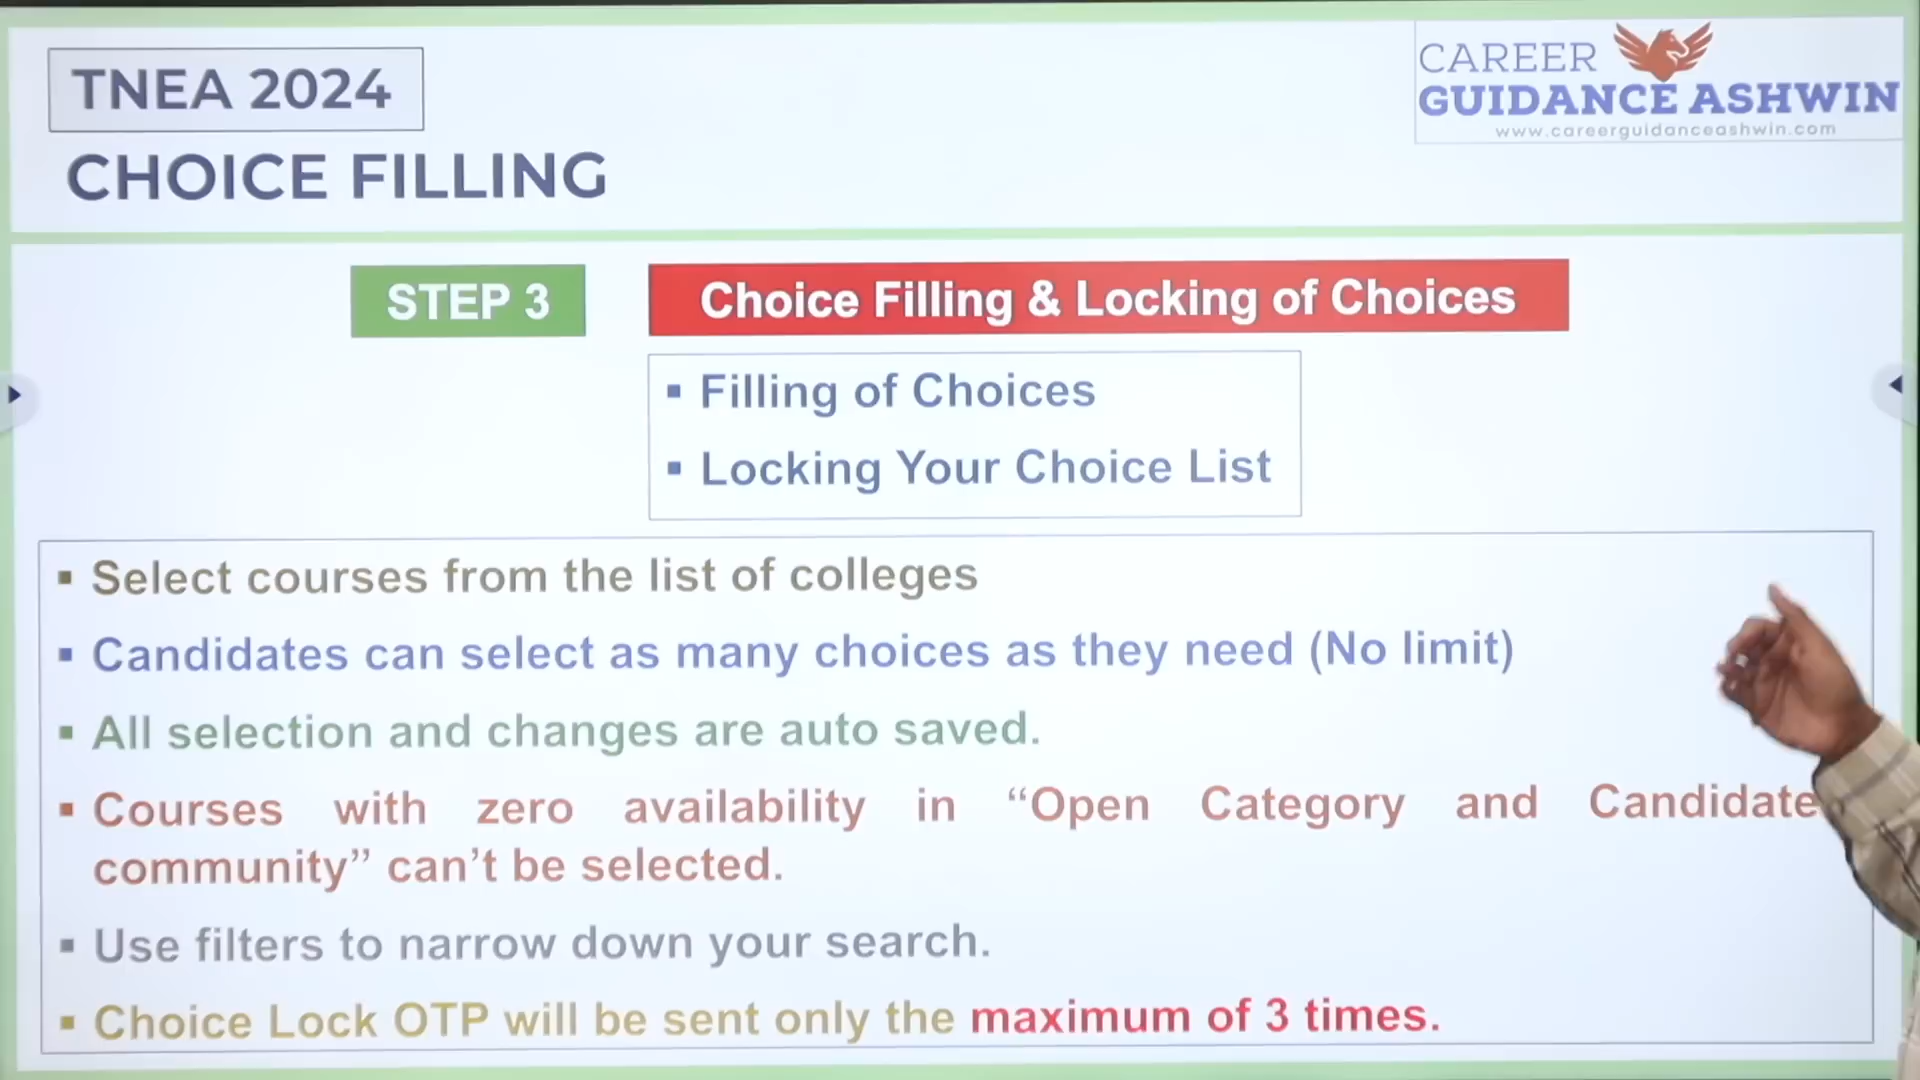 TNEA 2024
CAREER
GUIDANCE ASHWIN
www.careerguidanceashwin.com
CHOICE FILLING
STEP 3
Choice Filling & Locking of Choices
▪ Filling of Choices
▪ Locking Your Choice List
▪ Select courses from the list of colleges
▪ Candidates can select as many choices as they need (No limit)
▪ All selection and changes are auto saved.
▪ Courses with zero availability in “Open Category and Candidate
community” can’t be selected.
▪ Use filters to narrow down your search.
▪ Choice Lock OTP will be sent only the maximum of 3 times.